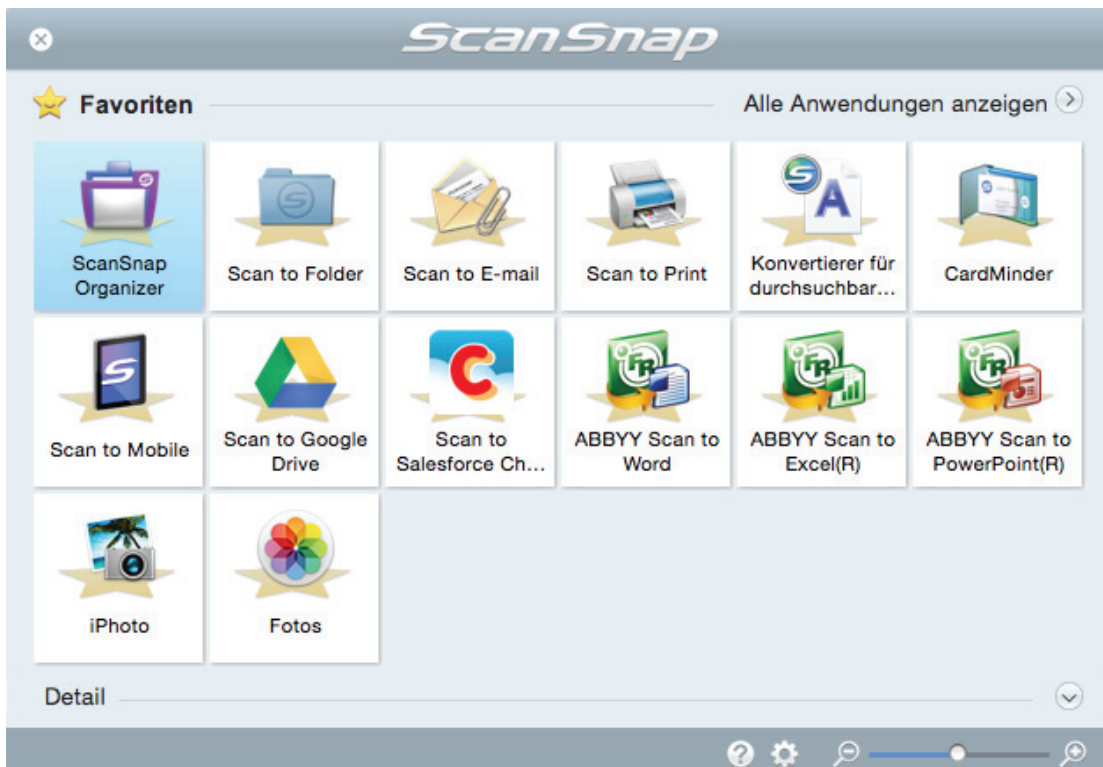 ScanSnap
Favoriten
Alle Anwendungen anzeigen
ScanSnap
Organizer
Scan to Folder
Scan to E-mail
Scan to Print
Konvertierer für
durchsuchbar...
CardMinder
Scan to Mobile
Scan to Google
Drive
Scan to
Salesforce Ch...
ABBYY Scan to
Word
ABBYY Scan to
Excel(R)
ABBYY Scan to
PowerPoint(R)
iPhoto
Fotos
Detail